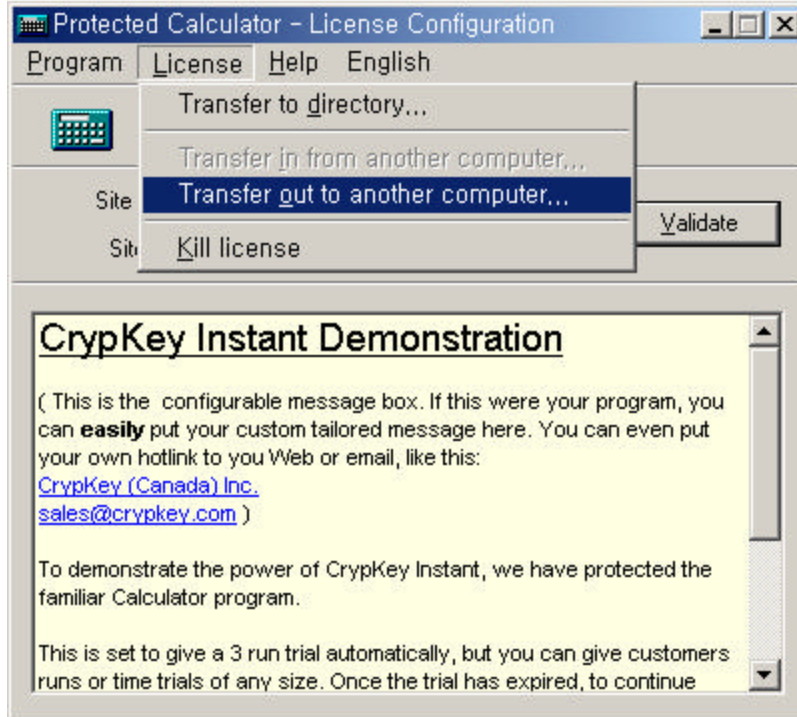 Protected Calculator - License Configuration
Program License Help English
Transfer to directory...
Transfer in from another computer...
Transfer out to another computer...
Kill license
Site
Validate
CrypKey Instant Demonstration
( This is the configurable message box. If this were your program, you
can easily put your custom tailored message here. You can even put
your own hotlink to you Web or email, like this:
CrypKey (Canada) Inc.
sales@crypkey.com )
To demonstrate the power of CrypKey Instant, we have protected the
familiar Calculator program.
This is set to give a 3 run trial automatically, but you can give customers
runs or time trials of any size. Once the trial has expired, to continue